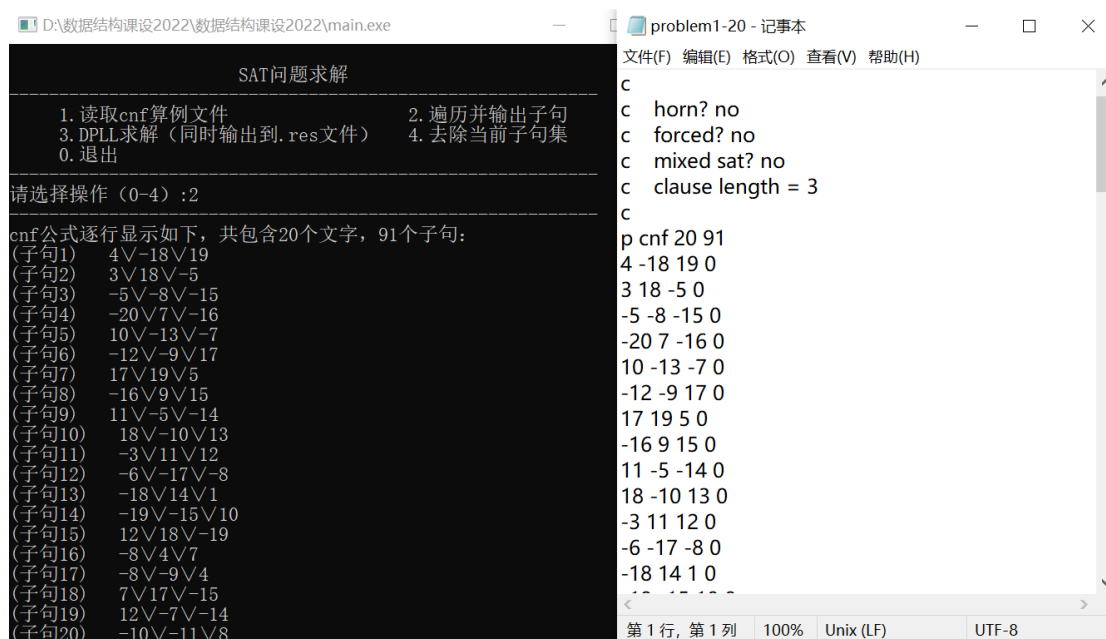 D:\数据结构课设2022\数据结构课设2022\main.exe
SAT问题求解
1.读取cnf算例文件 2.遍历并输出子句
3.DPLL求解（同时输出到.res文件） 4.去除当前子句集
0.退出
请选择操作（0-4）:2
cnf公式逐行显示如下，共包含20个文字，91个子句:
(子句1) 4∨-18∨19
(子句2) 3∨18∨-5
(子句3) -5∨-8∨-15
(子句4) -20∨7∨-16
(子句5) 10∨-13∨-7
(子句6) -12∨-9∨17
(子句7) 17∨19∨5
(子句8) -16∨9∨15
(子句9) 11∨-5∨-14
(子句10) 18∨-10∨13
(子句11) -3∨11∨12
(子句12) -6∨-17∨-8
(子句13) -18∨14∨1
(子句14) -19∨-15∨10
(子句15) 12∨18∨-19
(子句16) -8∨4∨7
(子句17) -8∨-9∨4
(子句18) 7∨17∨-15
(子句19) 12∨-7∨-14
(子句20) -10∨-11∨8
problem1-20 - 记事本
文件(F) 编辑(E) 格式(O) 查看(V) 帮助(H)
c
c horn? no
c forced? no
c mixed sat? no
c clause length = 3
c
p cnf 20 91
4 -18 19 0
3 18 -5 0
-5 -8 -15 0
-20 7 -16 0
10 -13 -7 0
-12 -9 17 0
17 19 5 0
-16 9 15 0
11 -5 -14 0
18 -10 13 0
-3 11 12 0
-6 -17 -8 0
-18 14 1 0
第 1 行，第 1 列 100% Unix (LF) UTF-8